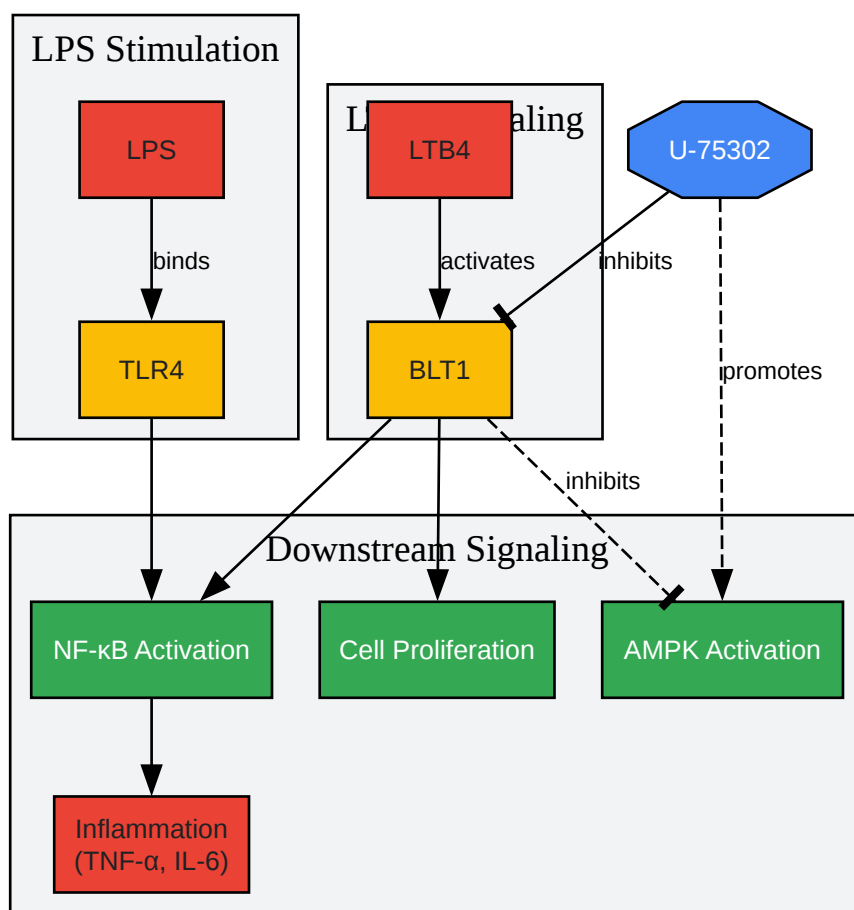 LPS Stimulation
LPS
LTB4
aling
U-75302
binds
activates
inhibits
TLR4
BLT1
promotes
inhibits
Downstream Signaling
NF-κB Activation
Cell Proliferation
AMPK Activation
Inflammation
(TNF-α, IL-6)